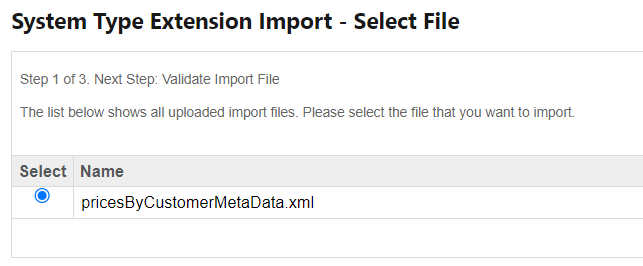 System Type Extension Import - Select File
Step 1 of 3. Next Step: Validate Import File
The list below shows all uploaded import files. Please select the file that you want to import.
Select Name
pricesByCustomerMetaData.xml